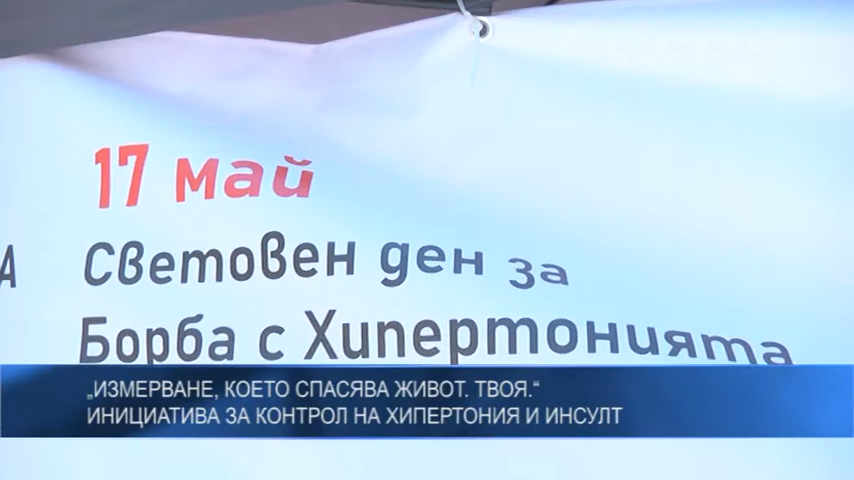 17 май
Световен ден за
А
Борба с Хипертонията
„ИЗМЕРВАНЕ, КОЕТО СПАСЯВА ЖИВОТ. ТВОЯ.“
ИНИЦИАТИВА ЗА КОНТРОЛ НА ХИПЕРТОНИЯ И ИНСУЛТ